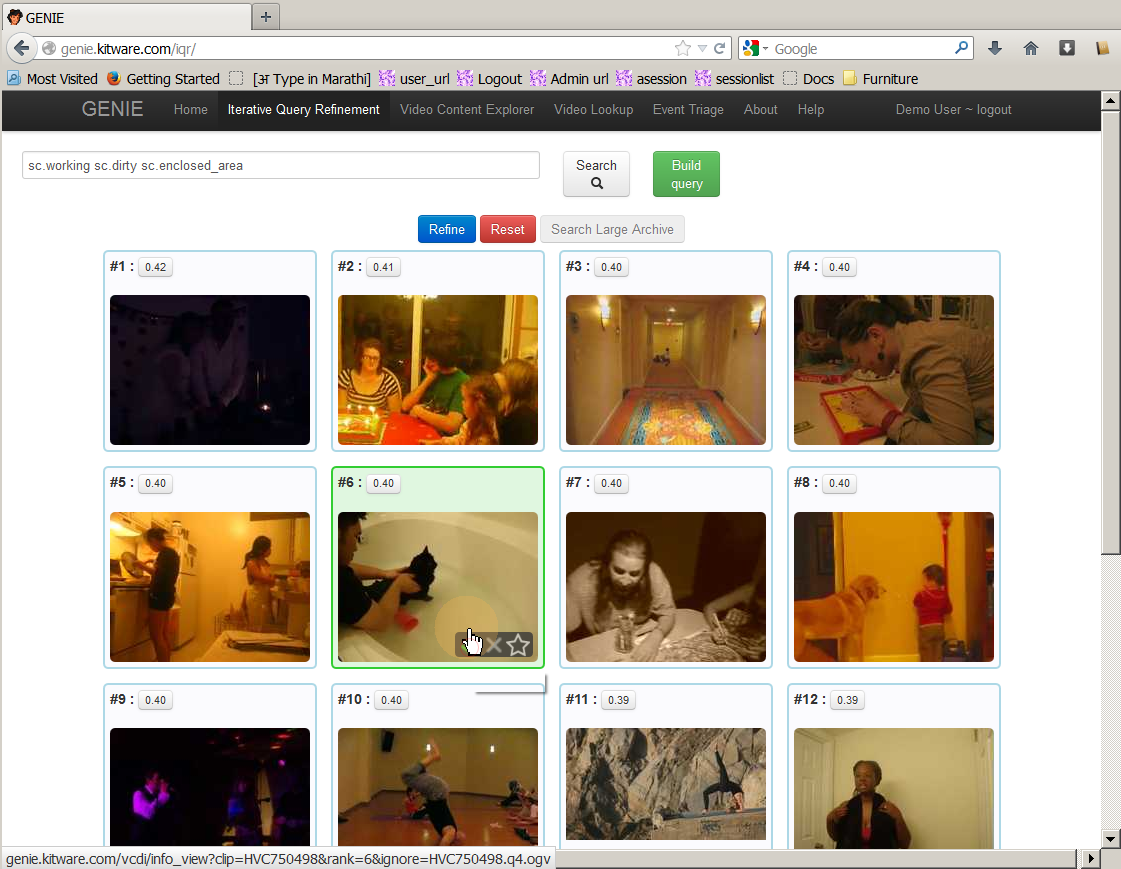 GENIE
genie.kitware.com/iqr/
Google
Most Visited Getting Started [अ Type in Marathi] user_url Logout Admin url asession sessionlist Docs Furniture
GENIE Home Iterative Query Refinement Video Content Explorer Video Lookup Event Triage About Help Demo User ~ logout
sc.working sc.dirty sc.enclosed_area
Search
Build query
Refine Reset Search Large Archive
#1 : 0.42 #2 : 0.41 #3 : 0.40 #4 : 0.40
#5 : 0.40 #6 : 0.40 #7 : 0.40 #8 : 0.40
#9 : 0.40 #10 : 0.40 #11 : 0.39 #12 : 0.39
genie.kitware.com/vcdi/info_view?clip=HVC750498&rank=6&ignore=HVC750498.q4.ogv